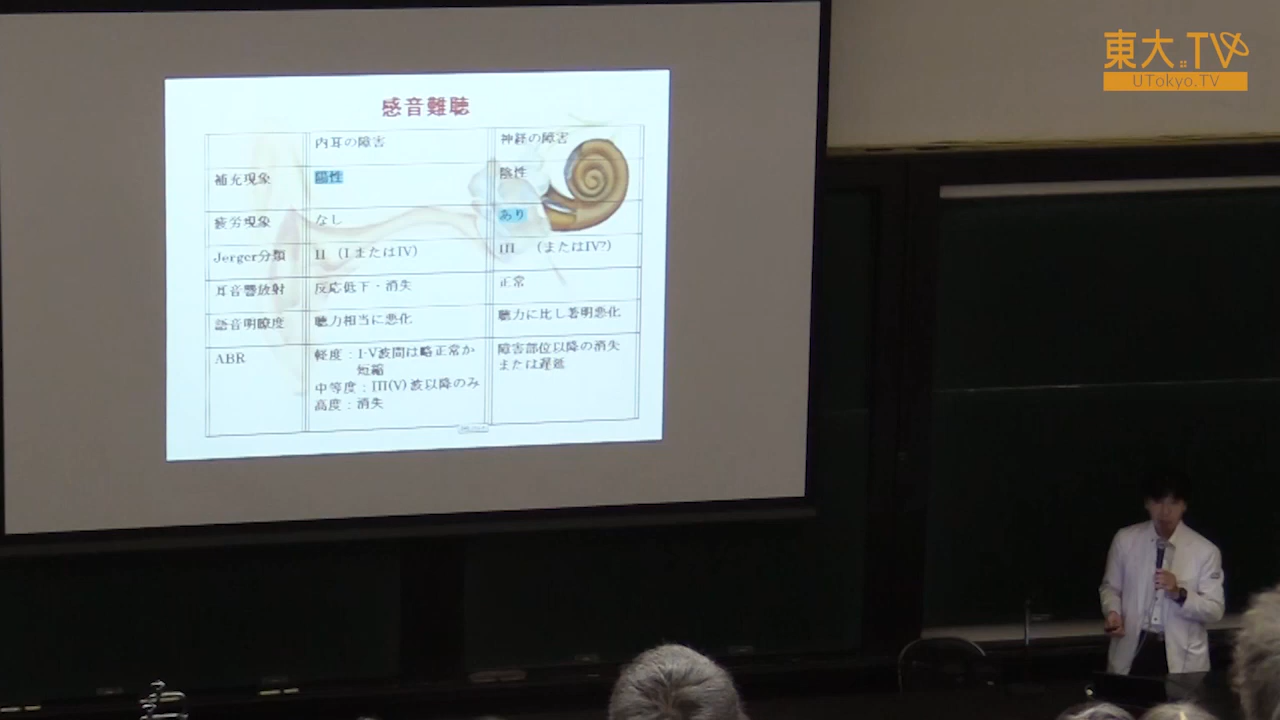 東大.TV
UTokyo.TV
感音難聴
内耳の障害 神経の障害
補充現象 陽性 陰性
疲労現象 なし あり
Jerger分類 II（IまたはIV） III （またはIV?）
耳音響放射 反応低下・消失 正常
語音明瞭度 聴力相当に悪化 聴力に比し著明悪化
ABR 軽度：I-V波間は略正常か 障害部位以降の消失
短縮 または遅延
中等度：III(V)波以降のみ
高度：消失